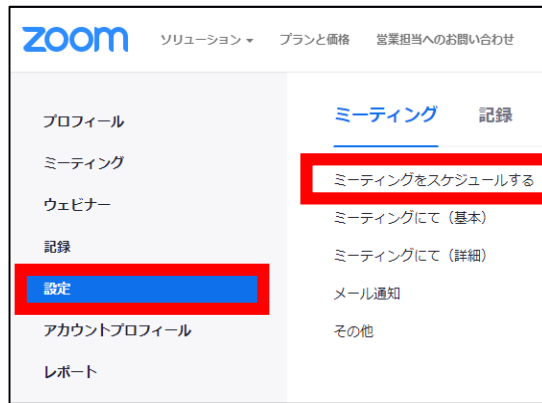 zoom ソリューション プランと価格 営業担当へのお問い合わせ
プロフィール
ミーティング
ウェビナー
記録
設定
アカウントプロフィール
レポート
ミーティング 記録
ミーティングをスケジュールする
ミーティングにて（基本）
ミーティングにて（詳細）
メール通知
その他